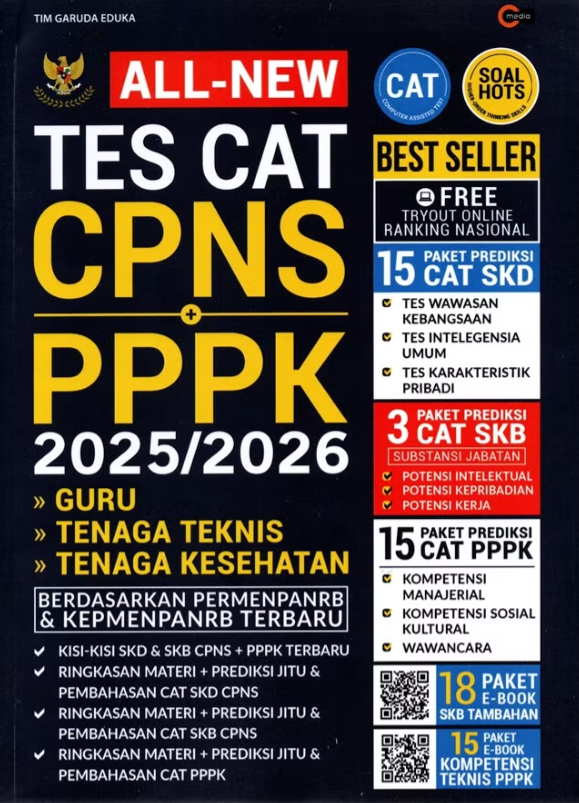 TIM GARUDA EDUKA
C media
ALL-NEW
TES CAT
CPNS
+
PPPK
2025/2026
» GURU
» TENAGA TEKNIS
» TENAGA KESEHATAN
BERDASARKAN PERMENPANRB
& KEPMENPANRB TERBARU
KISI-KISI SKD & SKB CPNS + PPPK TERBARU
RINGKASAN MATERI + PREDIKSI JITU &
PEMBAHASAN CAT SKD CPNS
RINGKASAN MATERI + PREDIKSI JITU &
PEMBAHASAN CAT SKB CPNS
RINGKASAN MATERI + PREDIKSI JITU &
PEMBAHASAN CAT PPPK
CAT
COMPUTER ASSISTED TEST
SOAL
HOTS
HIGHER ORDER THINKING SKILLS
BEST SELLER
FREE
TRYOUT ONLINE
RANKING NASIONAL
15 PAKET PREDIKSI
CAT SKD
TES WAWASAN
KEBANGSAAN
TES INTELEGENSIA
UMUM
TES KARAKTERISTIK
PRIBADI
3 PAKET PREDIKSI
CAT SKB
SUBSTANSI JABATAN
POTENSI INTELEKTUAL
POTENSI KEPRIBADIAN
POTENSI KERJA
15 PAKET PREDIKSI
CAT PPPK
KOMPETENSI
MANAJERIAL
KOMPETENSI SOSIAL
KULTURAL
WAWANCARA
18 PAKET
E-BOOK
SKB TAMBAHAN
15 PAKET
E-BOOK
KOMPETENSI
TEKNIS PPPK